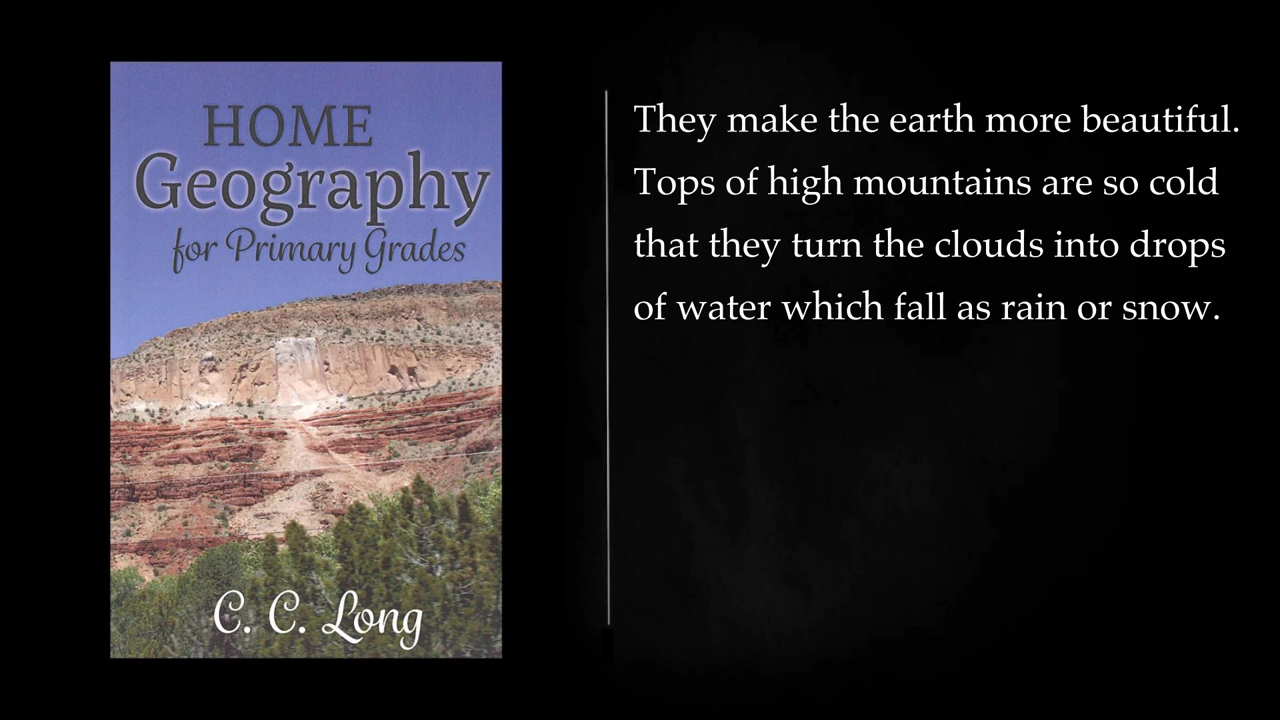 HOME
Geography
for Primary Grades
C. C. Long
They make the earth more beautiful.
Tops of high mountains are so cold
that they turn the clouds into drops
of water which fall as rain or snow.